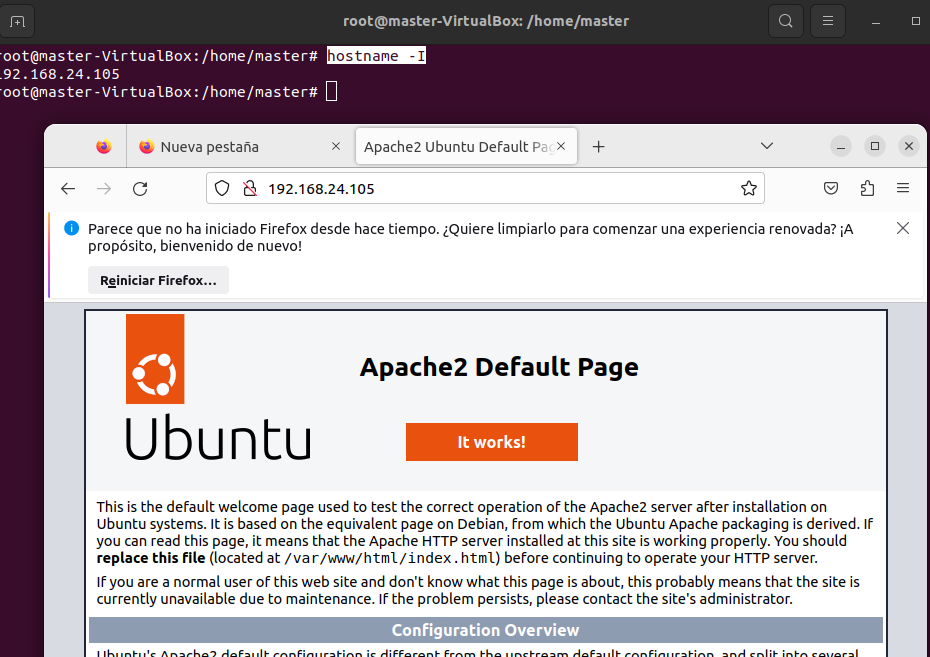 root@master-VirtualBox: /home/master
root@master-VirtualBox:/home/master# hostname -I
192.168.24.105
root@master-VirtualBox:/home/master#
Nueva pestaña
Apache2 Ubuntu Default Pag
192.168.24.105
Parece que no ha iniciado Firefox desde hace tiempo. ¿Quiere limpiarlo para comenzar una experiencia renovada? ¡A
propósito, bienvenido de nuevo!
Reiniciar Firefox...
Apache2 Default Page
Ubuntu
It works!
This is the default welcome page used to test the correct operation of the Apache2 server after installation on
Ubuntu systems. It is based on the equivalent page on Debian, from which the Ubuntu Apache packaging is derived. If
you can read this page, it means that the Apache HTTP server installed at this site is working properly. You should
replace this file (located at /var/www/html/index.html) before continuing to operate your HTTP server.
If you are a normal user of this web site and don't know what this page is about, this probably means that the site is
currently unavailable due to maintenance. If the problem persists, please contact the site's administrator.
Configuration Overview
Ubuntu's Apache2 default configuration is different from the upstream default configuration, and split into several